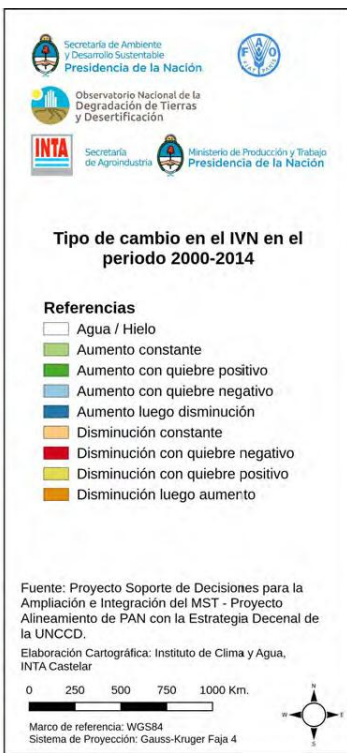 Secretaría de Ambiente
y Desarrollo Sustentable
Presidencia de la Nación
FAO
FIAT PANIS
Observatorio Nacional de la
Degradación de Tierras
y Desertificación
INTA
Secretaría
de Agroindustria
Ministerio de Producción y Trabajo
Presidencia de la Nación
Tipo de cambio en el IVN en el
periodo 2000-2014
Referencias
Agua / Hielo
Aumento constante
Aumento con quiebre positivo
Aumento con quiebre negativo
Aumento luego disminución
Disminución constante
Disminución con quiebre negativo
Disminución con quiebre positivo
Disminución luego aumento
Fuente: Proyecto Soporte de Decisiones para la
Ampliación e Integración del MST - Proyecto
Alineamiento de PAN con la Estrategia Decenal de
la UNCCD.
Elaboración Cartográfica: Instituto de Clima y Agua,
INTA Castelar
0 250 500 750 1000 Km.
Marco de referencia: WGS84
Sistema de Proyección: Gauss-Kruger Faja 4
N
W E
S